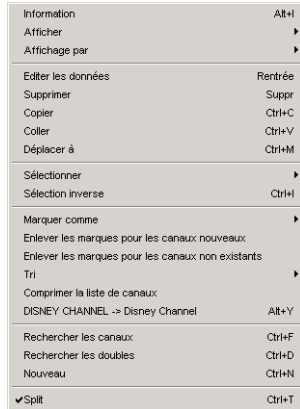 Information Alt+I
Afficher
Affichage par
Editer les données Rentrée
Supprimer Suppr
Copier Ctrl+C
Coller Ctrl+V
Déplacer à Ctrl+M
Sélectionner
Sélection inverse Ctrl+I
Marquer comme
Enlever les marques pour les canaux nouveaux
Enlever les marques pour les canaux non existants
Tri
Comprimer la liste de canaux
DISNEY CHANNEL -> Disney Channel Alt+Y
Rechercher les canaux Ctrl+F
Rechercher les doubles Ctrl+D
Nouveau Ctrl+N
Split Ctrl+T